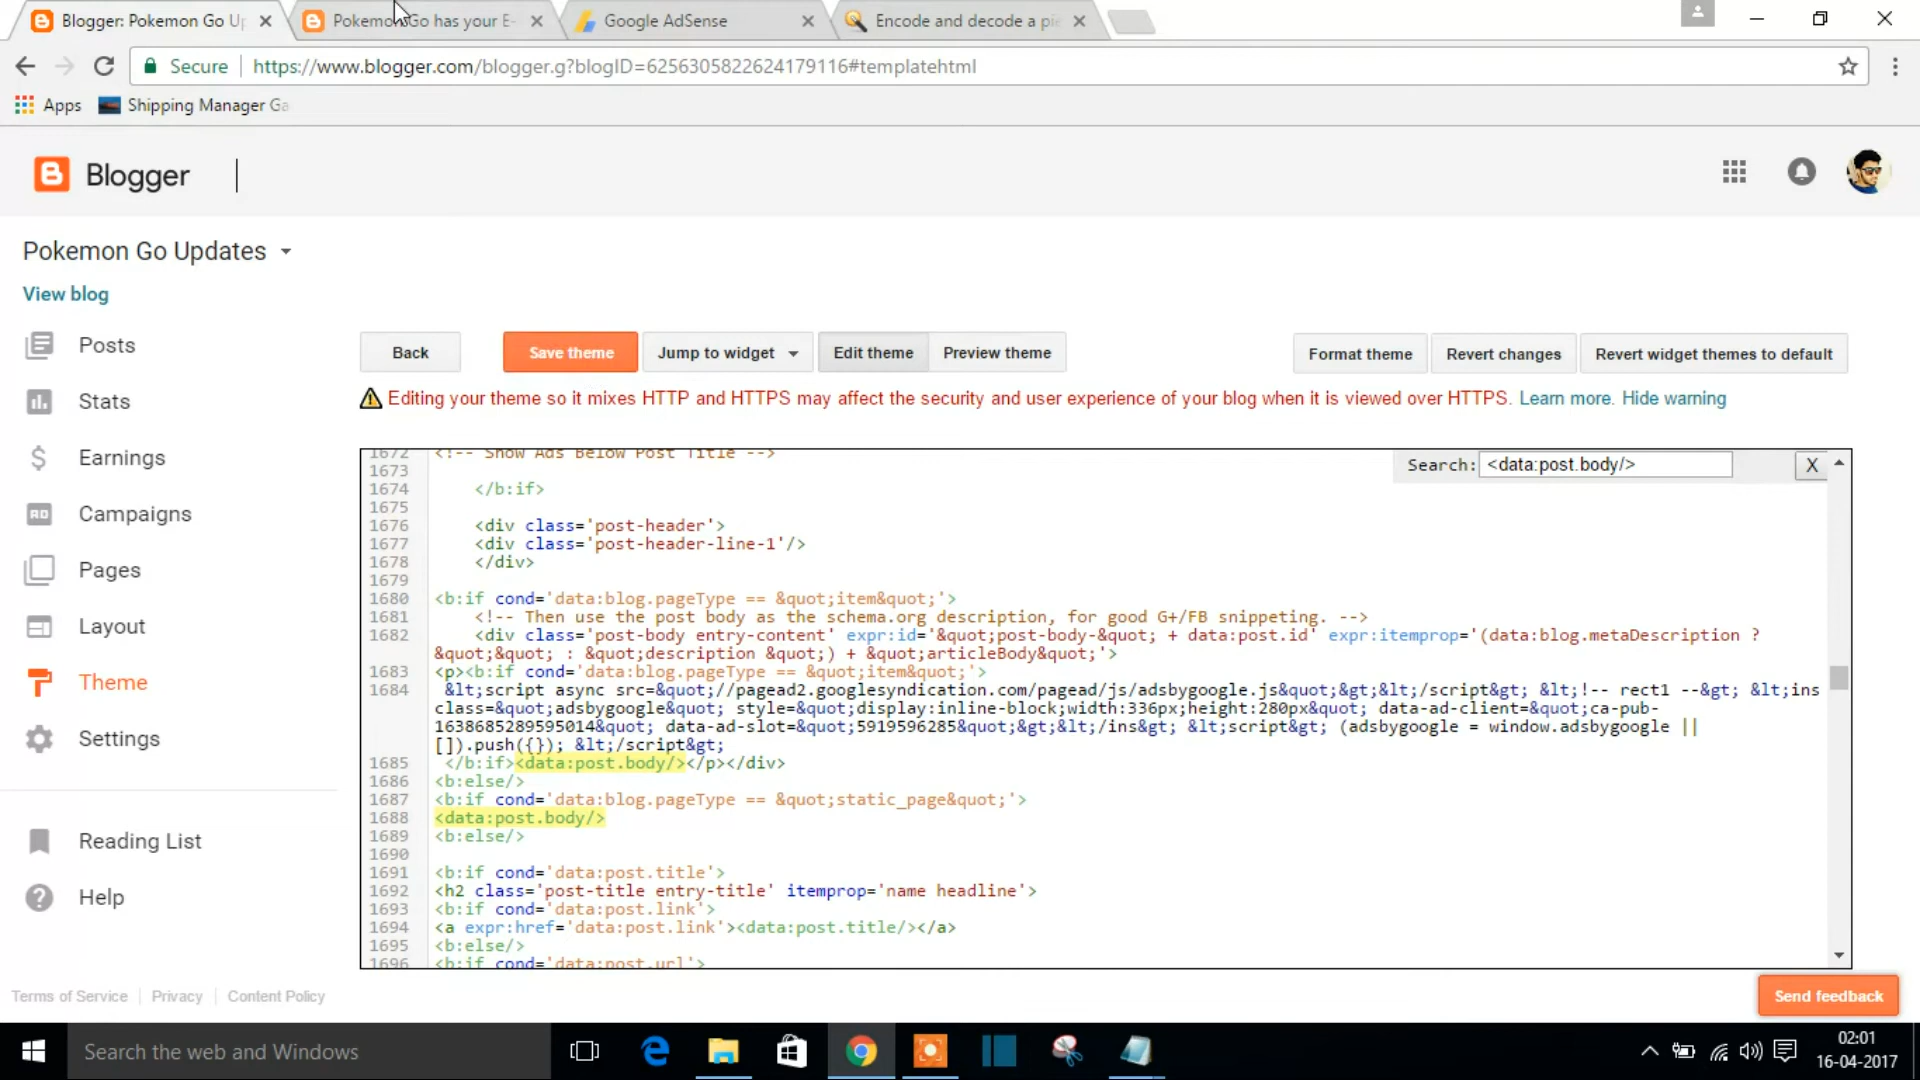 Blogger: Pokemon Go Up
Pokemon Go has your E-
Google AdSense
Encode and decode a pie
Secure
https://www.blogger.com/blogger.g?blogID=6256305822624179116#templatehtml
Apps
Shipping Manager Ga
Blogger
Pokemon Go Updates
View blog
Posts
Stats
Earnings
Campaigns
Pages
Layout
Theme
Settings
Reading List
Help
Back
Save theme
Jump to widget
Edit theme
Preview theme
Format theme
Revert changes
Revert widget themes to default
Editing your theme so it mixes HTTP and HTTPS may affect the security and user experience of your blog when it is viewed over HTTPS. Learn more. Hide warning
Search: <data:post.body/> X
1672 <!-- Show Ads Below Post Title -->
1673
1674 </b:if>
1675
1676 <div class='post-header'>
1677 <div class='post-header-line-1'/>
1678 </div>
1679
1680 <b:if cond='data:blog.pageType == &quot;item&quot;'>
1681 <!-- Then use the post body as the schema.org description, for good G+/FB snippeting. -->
1682 <div class='post-body entry-content' expr:id='&quot;post-body-&quot; + data:post.id' expr:itemprop='(data:blog.metaDescription ?
&quot;&quot; : &quot;description &quot;) + &quot;articleBody&quot;'>
1683 <p><b:if cond='data:blog.pageType == &quot;item&quot;'>
1684 &lt;script async src=&quot;//pagead2.googlesyndication.com/pagead/js/adsbygoogle.js&quot;&gt;&lt;/script&gt; &lt;!-- rect1 --&gt; &lt;ins
class=&quot;adsbygoogle&quot; style=&quot;display:inline-block;width:336px;height:280px&quot; data-ad-client=&quot;ca-pub-
1638685289595014&quot; data-ad-slot=&quot;5919596285&quot;&gt;&lt;/ins&gt; &lt;script&gt; (adsbygoogle = window.adsbygoogle ||
[]).push({}); &lt;/script&gt;
1685 </b:if><data:post.body/></p></div>
1686 <b:else/>
1687 <b:if cond='data:blog.pageType == &quot;static_page&quot;'>
1688 <data:post.body/>
1689 <b:else/>
1690
1691 <b:if cond='data:post.title'>
1692 <h2 class='post-title entry-title' itemprop='name headline'>
1693 <b:if cond='data:post.link'>
1694 <a expr:href='data:post.link'><data:post.title/></a>
1695 <b:else/>
1696 <b:if cond='data:post.url'>
Terms of Service
Privacy
Content Policy
Send feedback
Search the web and Windows
02:01
16-04-2017